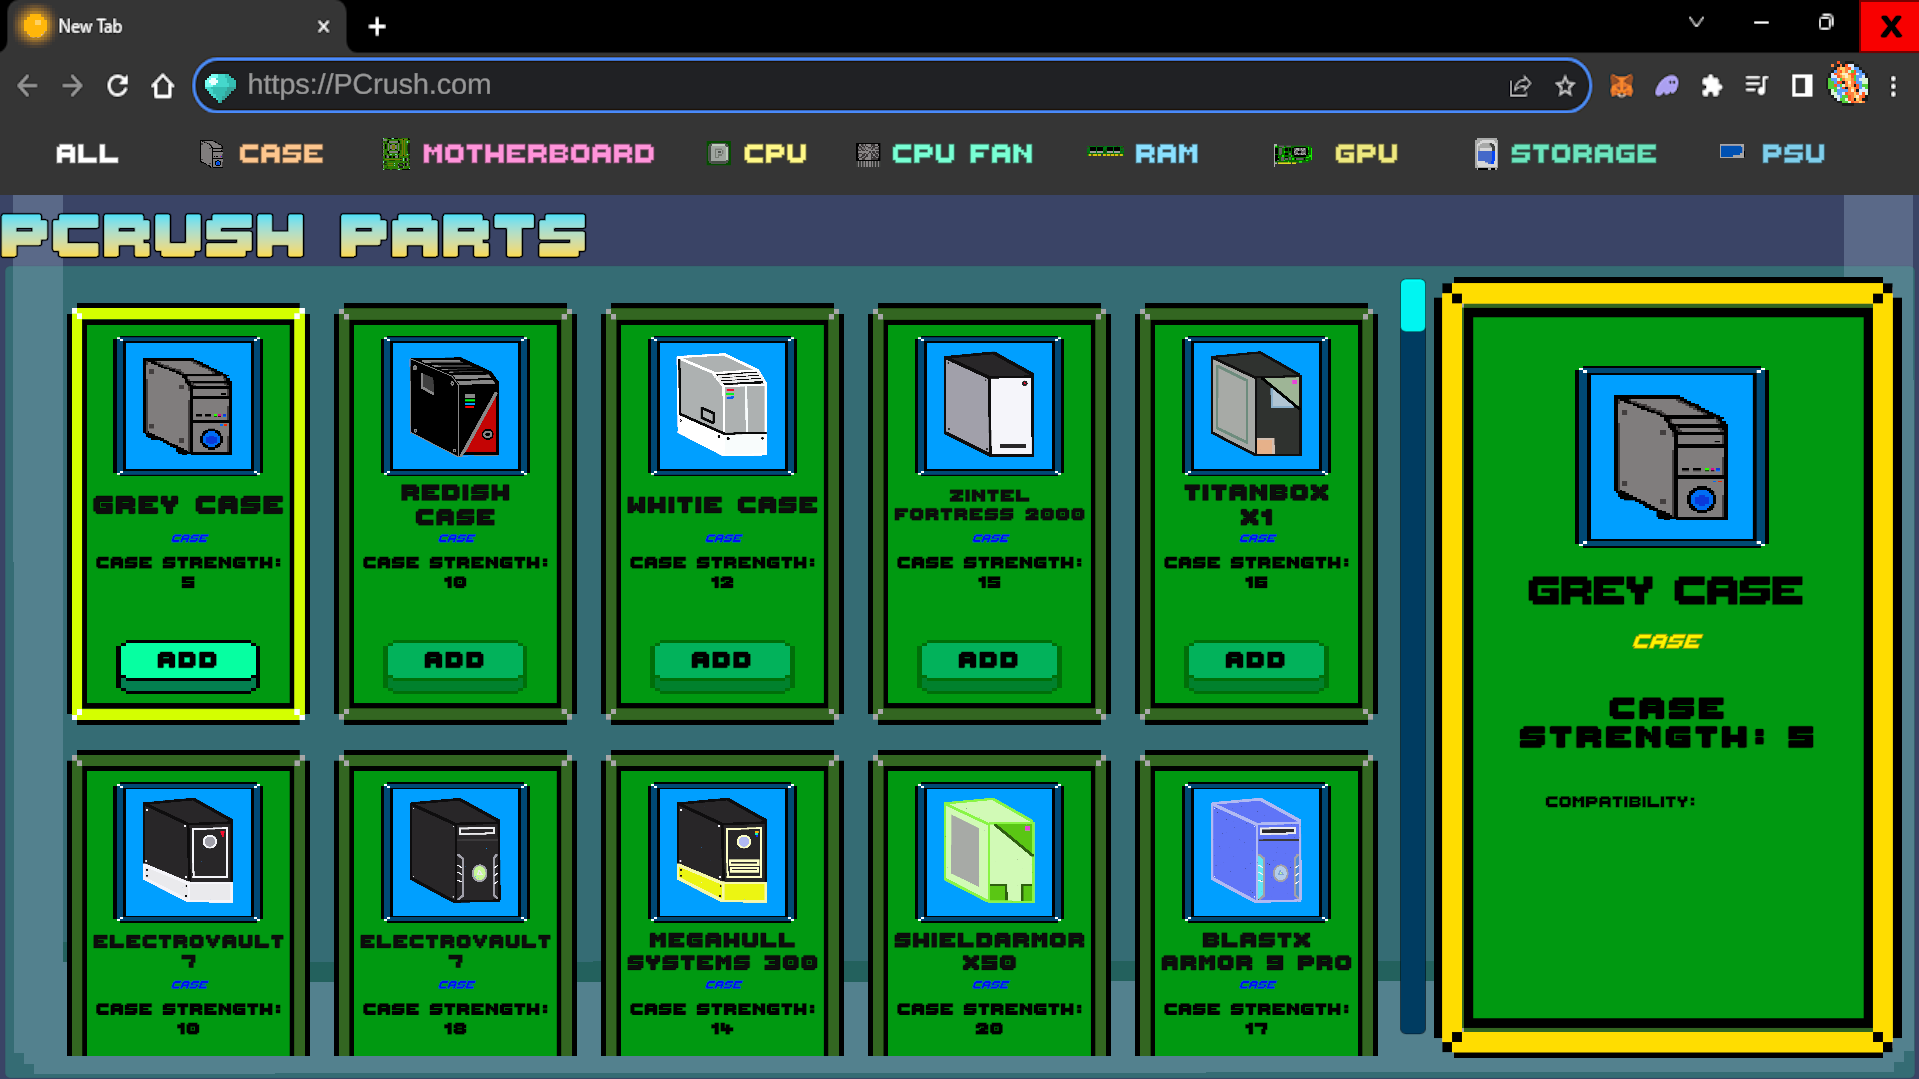 New Tab
https://PCrush.com
ALL CASE MOTHERBOARD CPU CPU FAN RAM GPU STORAGE PSU
PCRUSH PARTS
GREY CASE
CASE
CASE STRENGTH:
5
ADD
REDISH
CASE
CASE
CASE STRENGTH:
10
ADD
WHITIE CASE
CASE
CASE STRENGTH:
12
ADD
ZINTEL
FORTRESS 2000
CASE
CASE STRENGTH:
15
ADD
TITANBOX
X1
CASE
CASE STRENGTH:
16
ADD
ELECTROVAULT
7
CASE
CASE STRENGTH:
10
ELECTROVAULT
7
CASE
CASE STRENGTH:
18
MEGAHULL
SYSTEMS 300
CASE
CASE STRENGTH:
14
SHIELDARMOR
X50
CASE
CASE STRENGTH:
20
BLASTX
ARMOR 9 PRO
CASE
CASE STRENGTH:
17
GREY CASE
CASE
CASE
STRENGTH: 5
COMPATIBILITY: